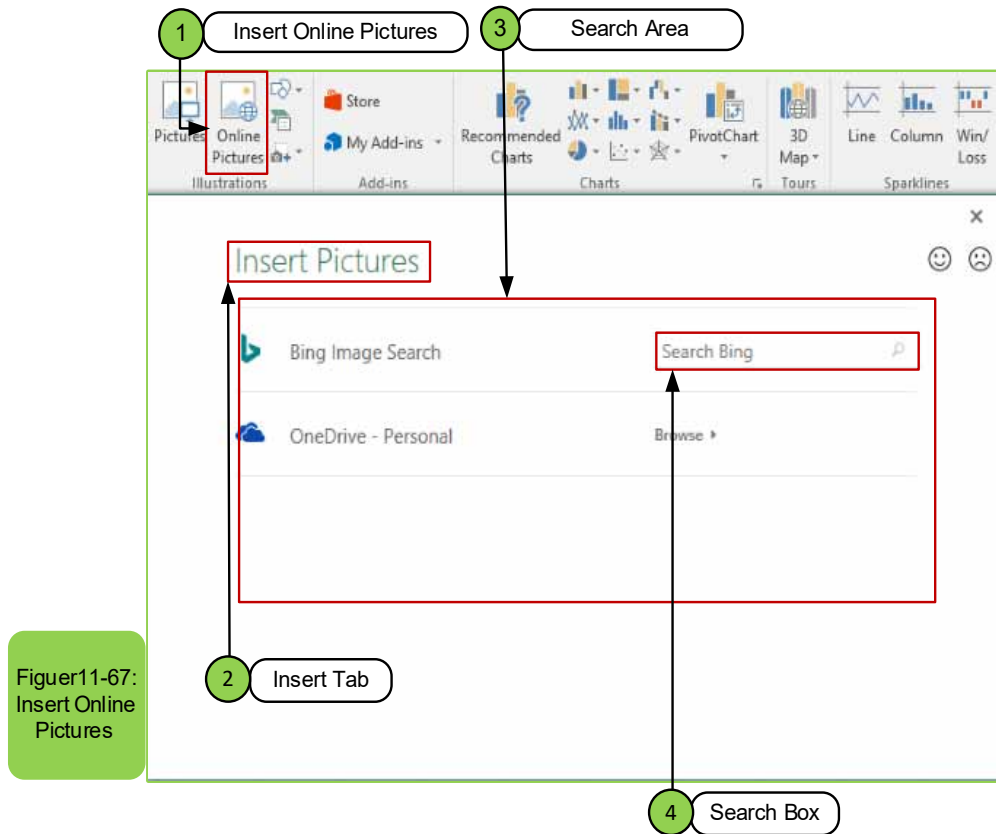 1 Insert Online Pictures
3 Search Area
Store
My Add-ins
Pictures
Online
Pictures
Recommended
Charts
PivotChart
3D
Map
Line
Column
Win/
Loss
Illustrations
Add-ins
Charts
Tours
Sparklines
Insert Pictures
Bing Image Search
Search Bing
OneDrive - Personal
Browse
2 Insert Tab
Figuer11-67:
Insert Online
Pictures
4 Search Box